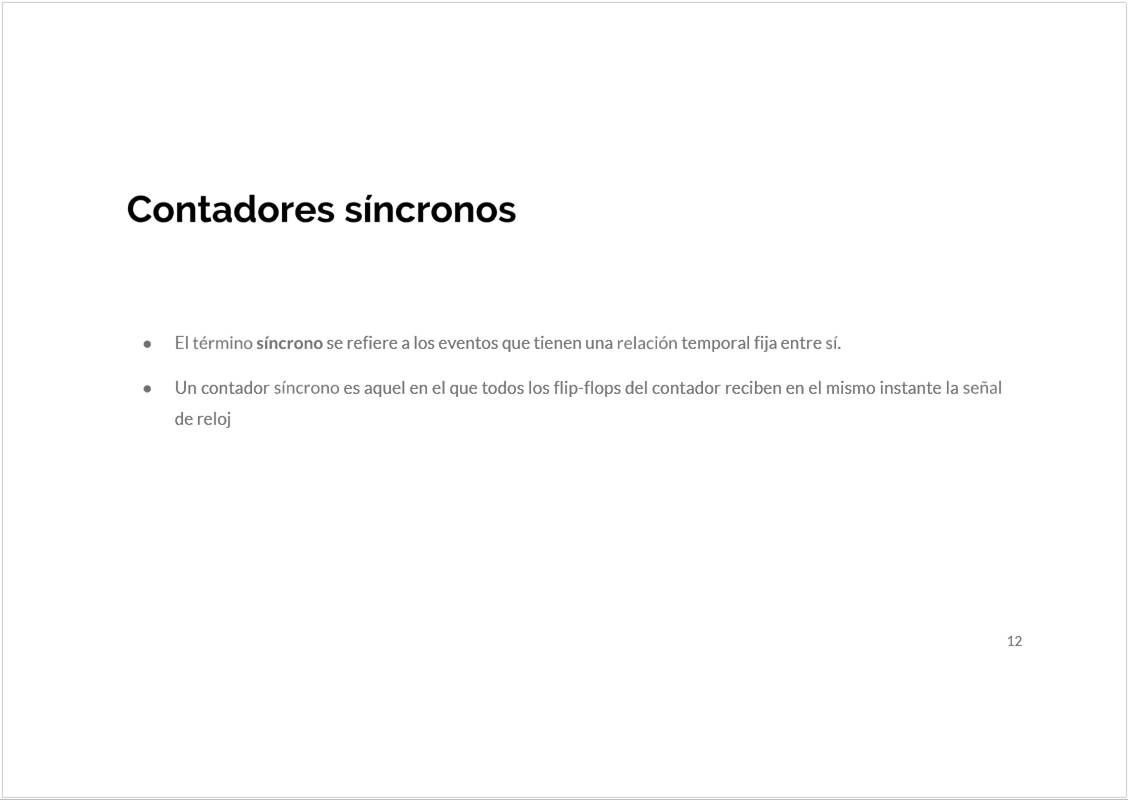 Contadores síncronos
● El término síncrono se refiere a los eventos que tienen una relación temporal fija entre sí.
● Un contador síncrono es aquel en el que todos los flip-flops del contador reciben en el mismo instante la señal
de reloj
12